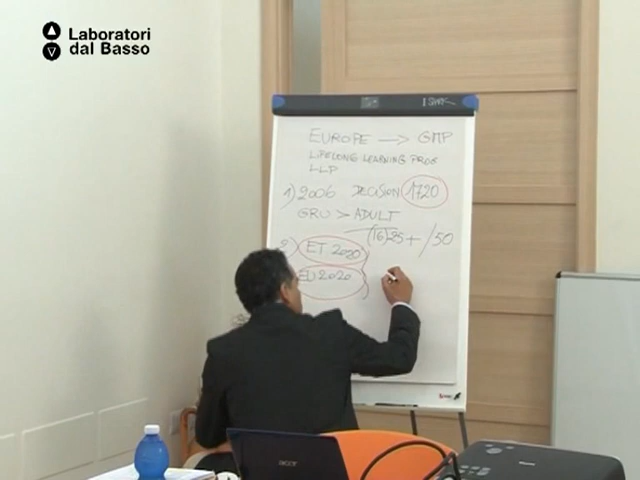 Laboratori
dal Basso
EUROPE → GMP
LIFELONG LEARNING PROG
LLP
1) 2006 DECISION 1720
GRU > ADULT
(16) 25 + / 50
2) ET 2020
EU 2020
acer